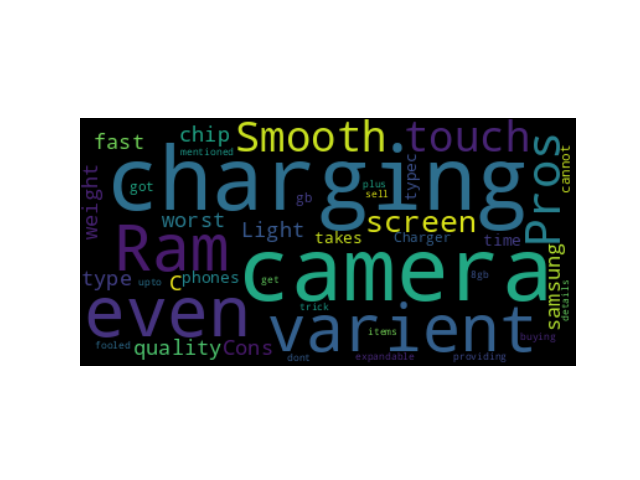 fast chip Smooth touch
mentioned
charging
weight got gb plus sell typec Pros cannot
worst Light screen
Ram takes Charger time
type upto C phones camera 8gb samsung
get details
even trick varient
items buying
fooled quality Cons dont expandable providing